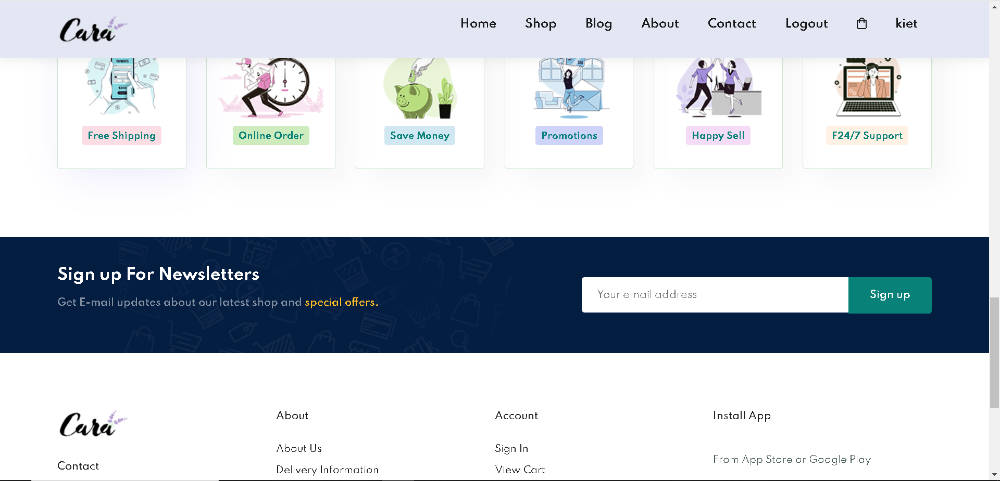 Cara
Home Shop Blog About Contact Logout kiet
PAYMENTS
Free Shipping
Online Order
Save Money
Promotions
Happy Sell
F24/7 Support
Sign up For Newsletters
Get E-mail updates about our latest shop and special offers.
Your email address
Sign up
Cara
Contact
About
About Us
Delivery Information
Account
Sign In
View Cart
Install App
From App Store or Google Play